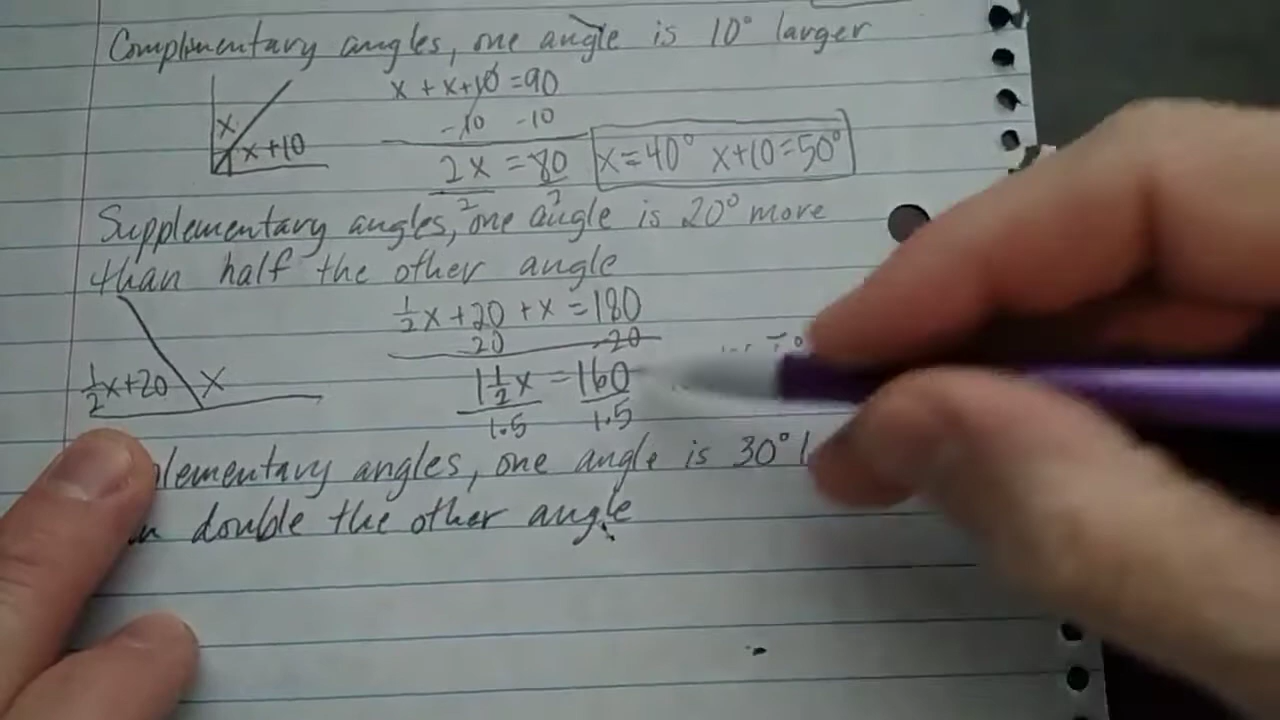 Complimentary angles, one angle is 10° larger
x + x+10 = 90
-10 -10
x
x+10
2x = 80 x=40° x+10=50°
2 2
Supplementary angles, one angle is 20° more
than half the other angle
½x+20 + x = 180
20 -20
½x+20 x
1½x = 160
1.5 1.5
lementary angles, one angle is 30°
double the other angle